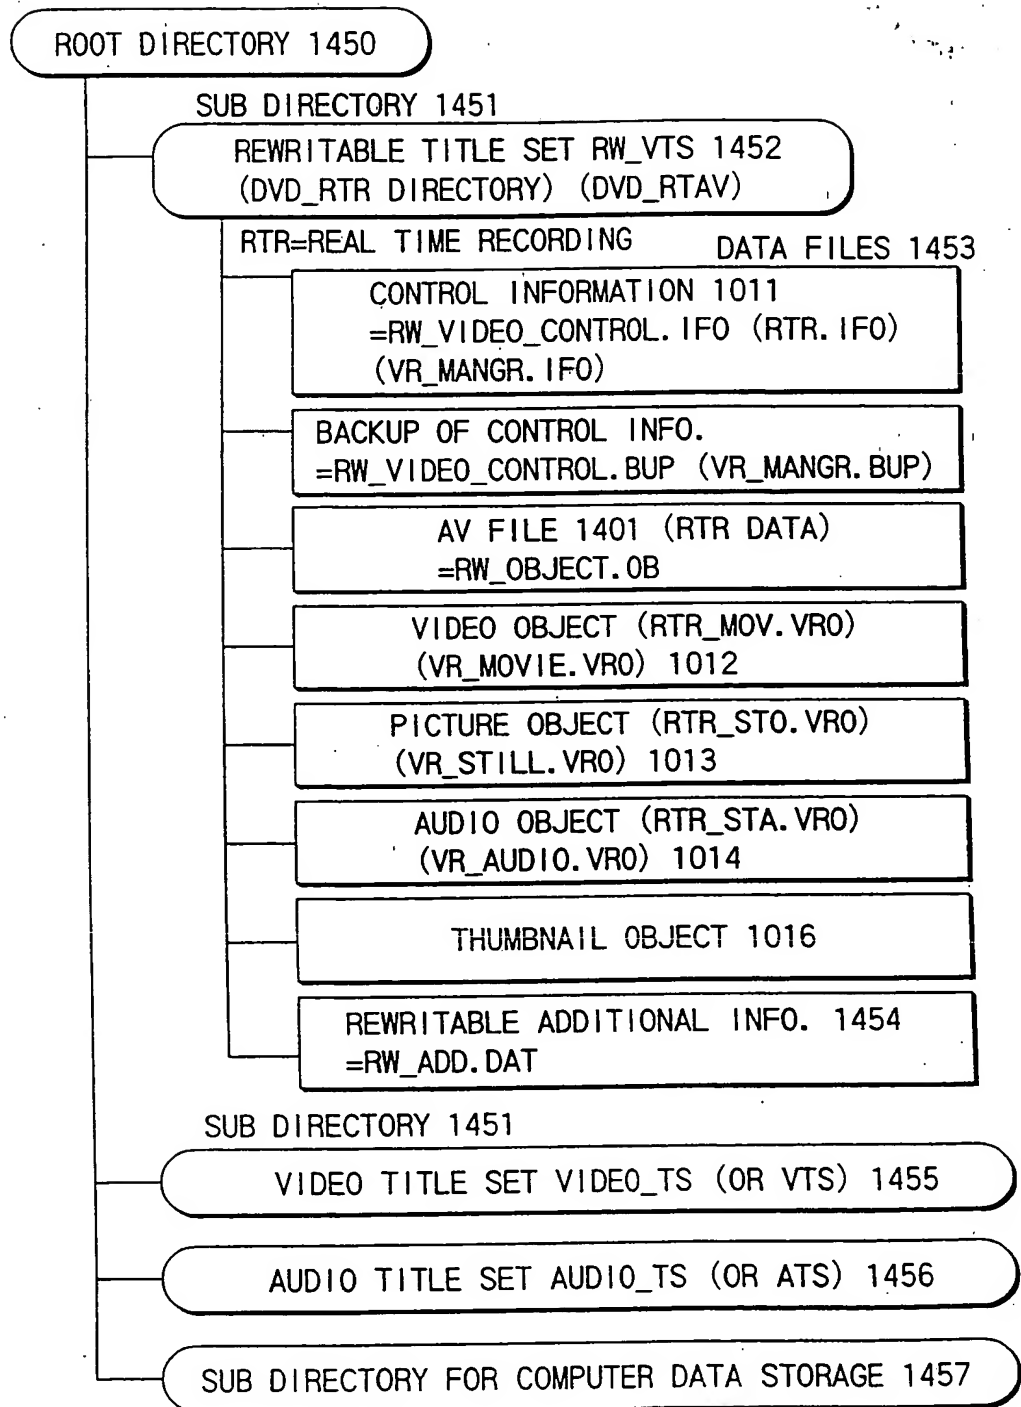 ROOT DIRECTORY 1450
SUB DIRECTORY 1451
REWRITABLE TITLE SET RW_VTS 1452
(DVD_RTR DIRECTORY) (DVD_RTAV)
RTR=REAL TIME RECORDING
DATA FILES 1453
CONTROL INFORMATION 1011
=RW_VIDEO_CONTROL.IFO (RTR.IFO)
(VR_MANGR.IFO)
BACKUP OF CONTROL INFO.
=RW_VIDEO_CONTROL.BUP (VR_MANGR.BUP)
AV FILE 1401 (RTR DATA)
=RW_OBJECT.OB
VIDEO OBJECT (RTR_MOV.VRO)
(VR_MOVIE.VRO) 1012
PICTURE OBJECT (RTR_STO.VRO)
(VR_STILL.VRO) 1013
AUDIO OBJECT (RTR_STA.VRO)
(VR_AUDIO.VRO) 1014
THUMBNAIL OBJECT 1016
REWRITABLE ADDITIONAL INFO. 1454
=RW_ADD.DAT
SUB DIRECTORY 1451
VIDEO TITLE SET VIDEO_TS (OR VTS) 1455
AUDIO TITLE SET AUDIO_TS (OR ATS) 1456
SUB DIRECTORY FOR COMPUTER DATA STORAGE 1457